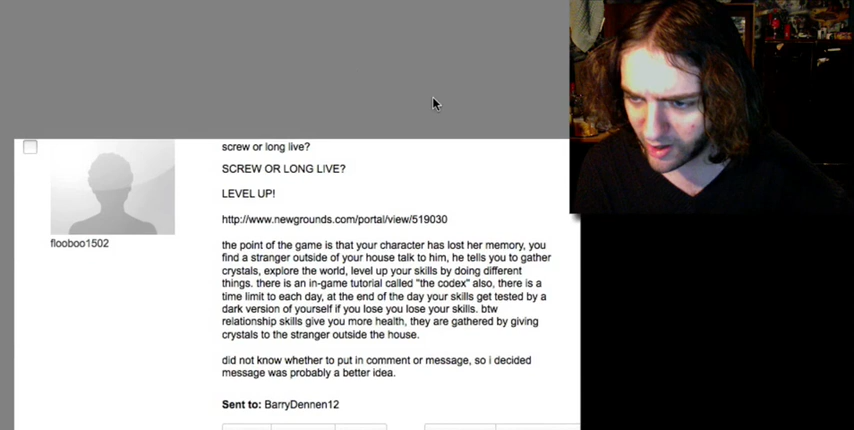 screw or long live?
SCREW OR LONG LIVE?
LEVEL UP!
http://www.newgrounds.com/portal/view/519030
flooboo1502
the point of the game is that your character has lost her memory, you
find a stranger outside of your house talk to him, he tells you to gather
crystals, explore the world, level up your skills by doing different
things. there is an in-game tutorial called "the codex" also, there is a
time limit to each day, at the end of the day your skills get tested by a
dark version of yourself if you lose you lose your skills. btw
relationship skills give you more health, they are gathered by giving
crystals to the stranger outside the house.
did not know whether to put in comment or message, so i decided
message was probably a better idea.
Sent to: BarryDennen12